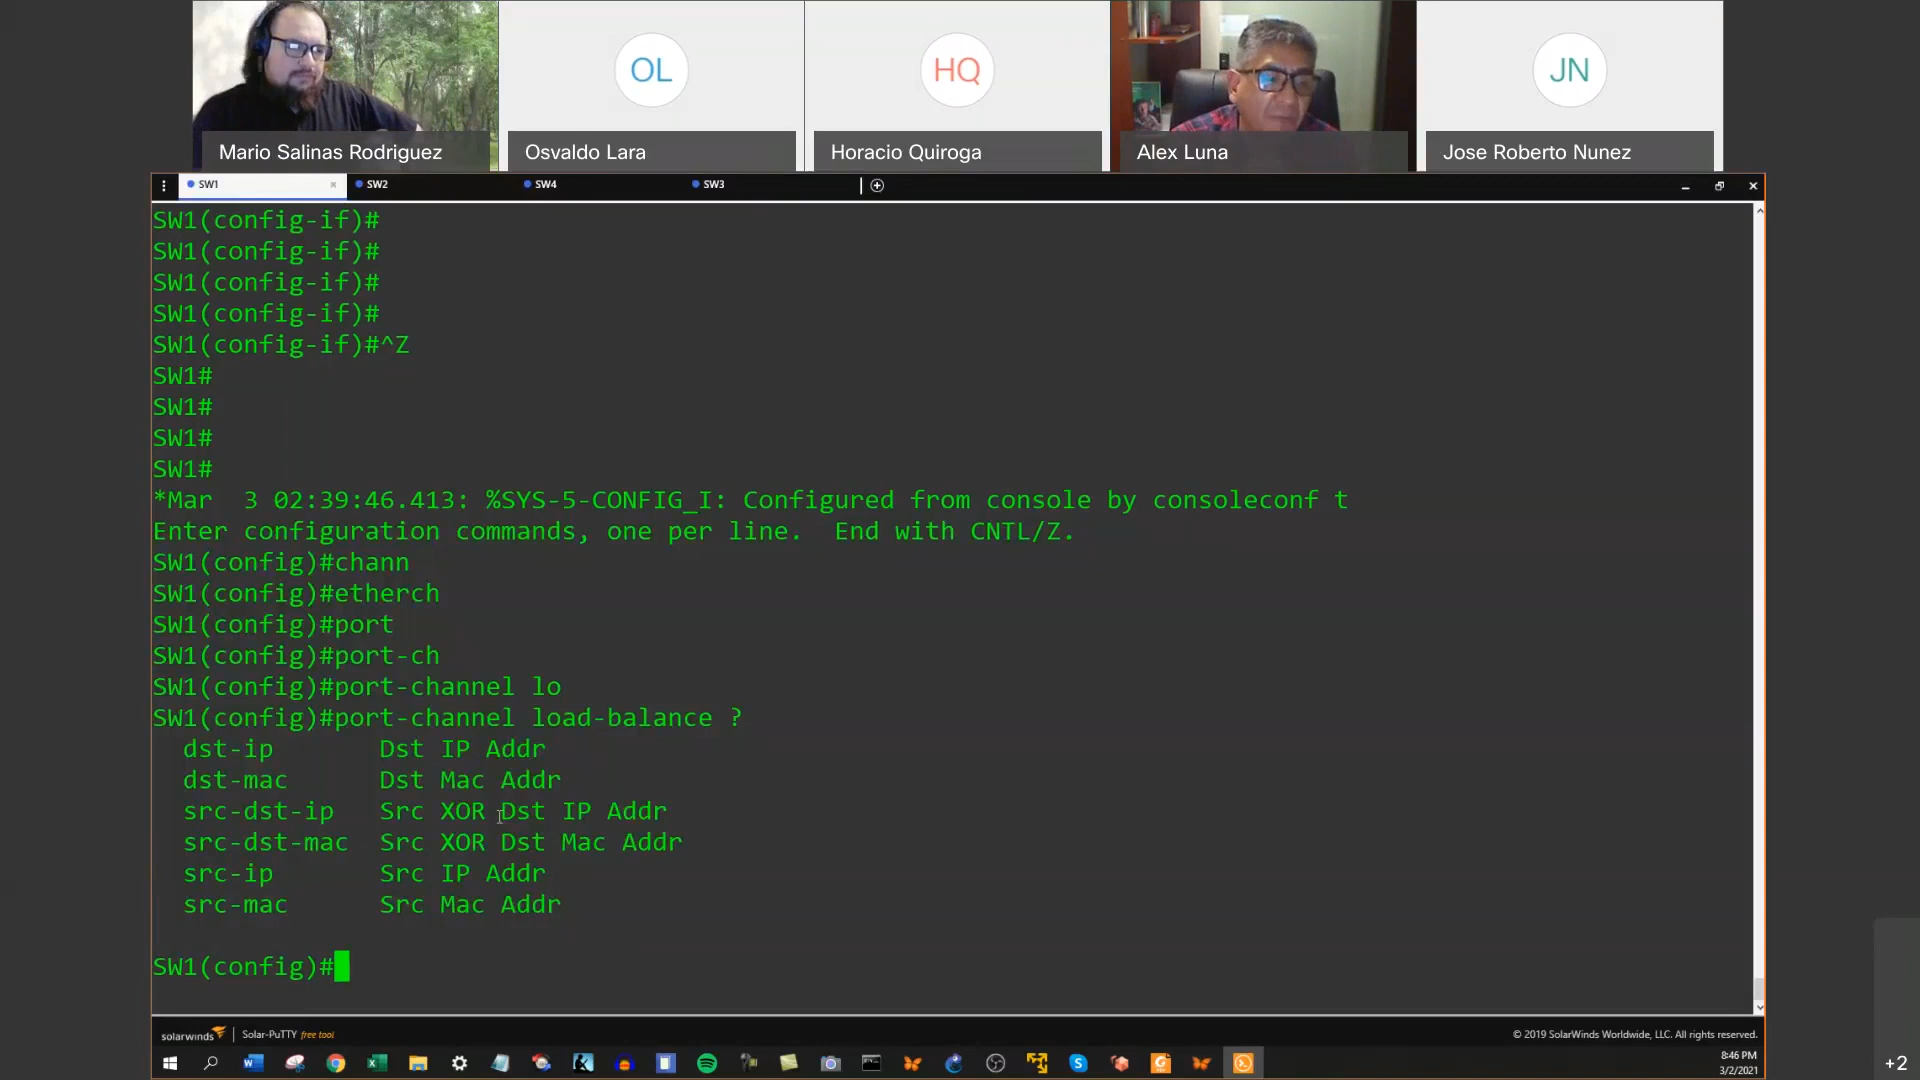 OL
HQ
JN
Mario Salinas Rodriguez
Osvaldo Lara
Horacio Quiroga
Alex Luna
Jose Roberto Nunez
SW1
SW2
SW4
SW3
SW1(config-if)#
SW1(config-if)#
SW1(config-if)#
SW1(config-if)#
SW1(config-if)#^Z
SW1#
SW1#
SW1#
SW1#
*Mar  3 02:39:46.413: %SYS-5-CONFIG_I: Configured from console by consoleconf t
Enter configuration commands, one per line.  End with CNTL/Z.
SW1(config)#chann
SW1(config)#etherch
SW1(config)#port
SW1(config)#port-ch
SW1(config)#port-channel lo
SW1(config)#port-channel load-balance ?
  dst-ip       Dst IP Addr
  dst-mac      Dst Mac Addr
  src-dst-ip   Src XOR Dst IP Addr
  src-dst-mac  Src XOR Dst Mac Addr
  src-ip       Src IP Addr
  src-mac      Src Mac Addr
SW1(config)#
solarwinds Solar-PuTTY free tool
© 2019 SolarWinds Worldwide, LLC. All rights reserved.
8:46 PM
3/2/2021
+2